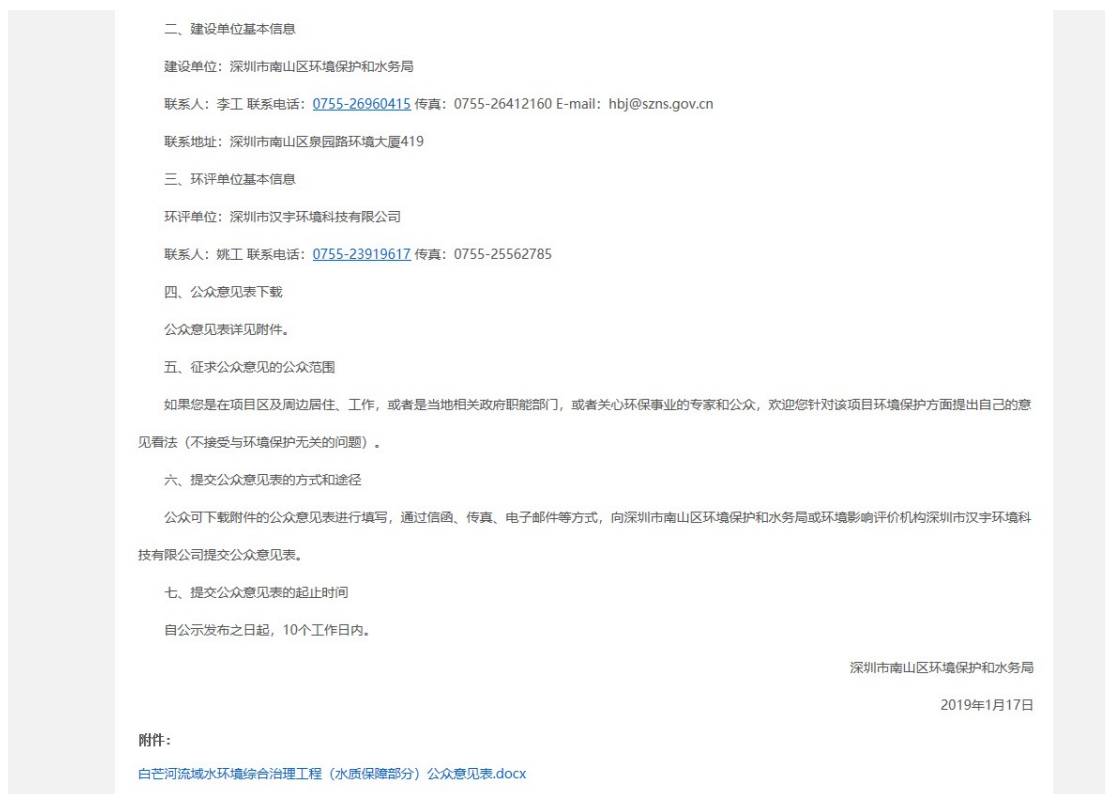 二、建设单位基本信息
建设单位：深圳市南山区环境保护和水务局
联系人：李工 联系电话：0755-26960415 传真：0755-26412160 E-mail：hbj@szns.gov.cn
联系地址：深圳市南山区泉园路环境大厦419
三、环评单位基本信息
环评单位：深圳市汉宇环境科技有限公司
联系人：姚工 联系电话：0755-23919617 传真：0755-25562785
四、公众意见表下载
公众意见表详见附件。
五、征求公众意见的公众范围
如果您是在项目区及周边居住、工作，或者是当地相关政府职能部门，或者关心环保事业的专家和公众，欢迎您针对该项目环境保护方面提出自己的意
见看法（不接受与环境保护无关的问题）。
六、提交公众意见表的方式和途径
公众可下载附件的公众意见表进行填写，通过信函、传真、电子邮件等方式，向深圳市南山区环境保护和水务局或环境影响评价机构深圳市汉宇环境科
技有限公司提交公众意见表。
七、提交公众意见表的起止时间
自公示发布之日起，10个工作日内。
深圳市南山区环境保护和水务局
2019年1月17日
附件：
白芒河流域水环境综合治理工程（水质保障部分）公众意见表.docx